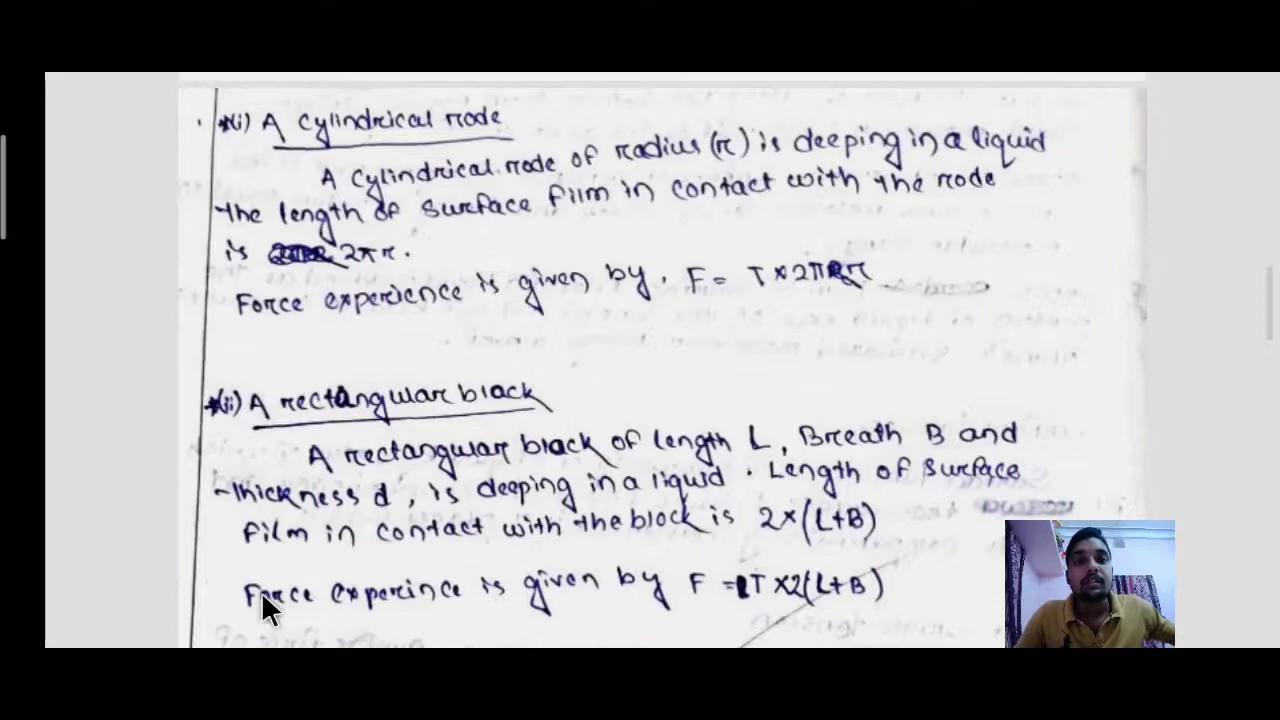 *(i) A cylindrical rode
A cylindrical rode of radius (r) is deeping in a liquid
the length of surface film in contact with the rode
is 2πr.
Force experience is given by. F = T × 2πr
*(ii) A rectangular black
A rectangular black of length L, Breath B and
thickness d, is deeping in a liquid. Length of surface
film in contact with the block is 2×(L+B)
Force experince is given by F = T×2(L+B)